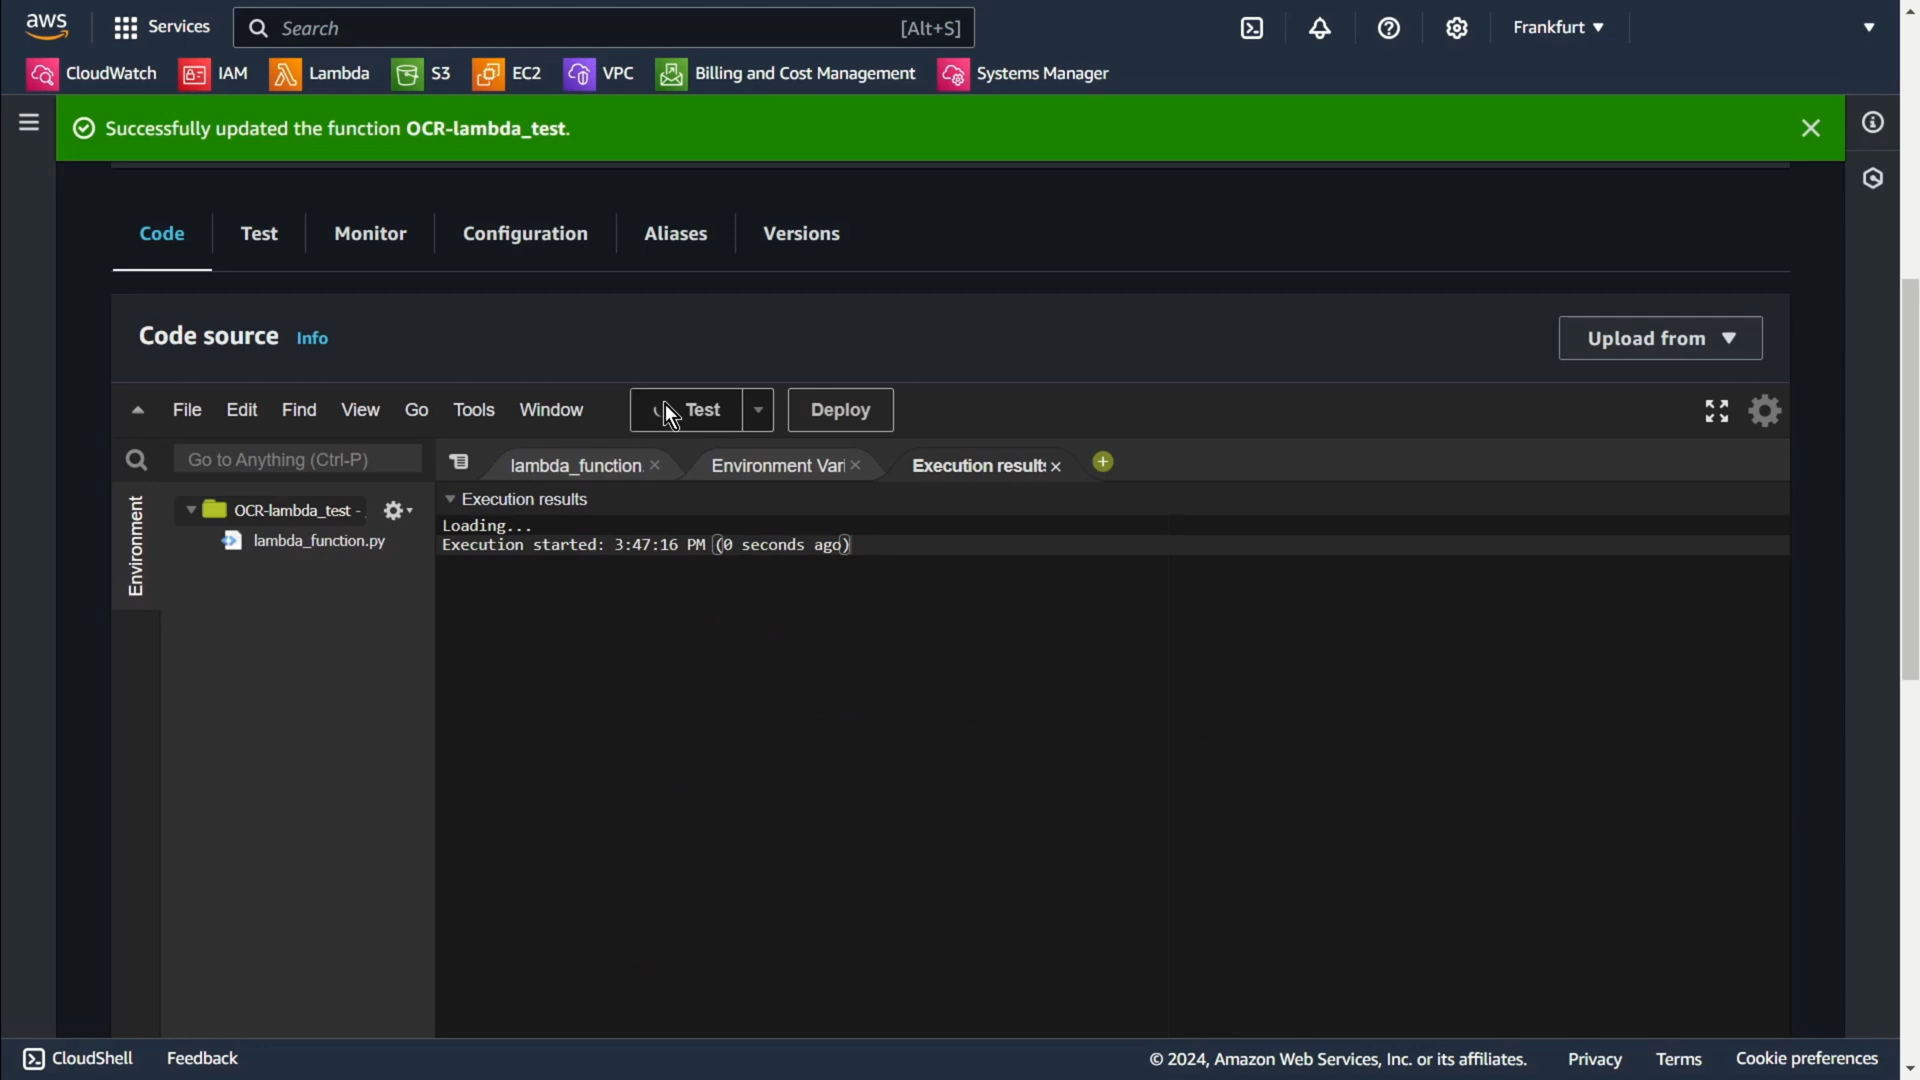 aws
Services
Search
[Alt+S]
Frankfurt
CloudWatch
IAM
Lambda
S3
EC2
VPC
Billing and Cost Management
Systems Manager
Successfully updated the function OCR-lambda_test.
Code
Test
Monitor
Configuration
Aliases
Versions
Code source
Info
Upload from
File
Edit
Find
View
Go
Tools
Window
Test
Deploy
Go to Anything (Ctrl-P)
lambda_function
Environment Vari
Execution results
Environment
OCR-lambda_test -
lambda_function.py
Execution results
Loading...
Execution started: 3:47:16 PM (0 seconds ago)
CloudShell
Feedback
© 2024, Amazon Web Services, Inc. or its affiliates.
Privacy
Terms
Cookie preferences